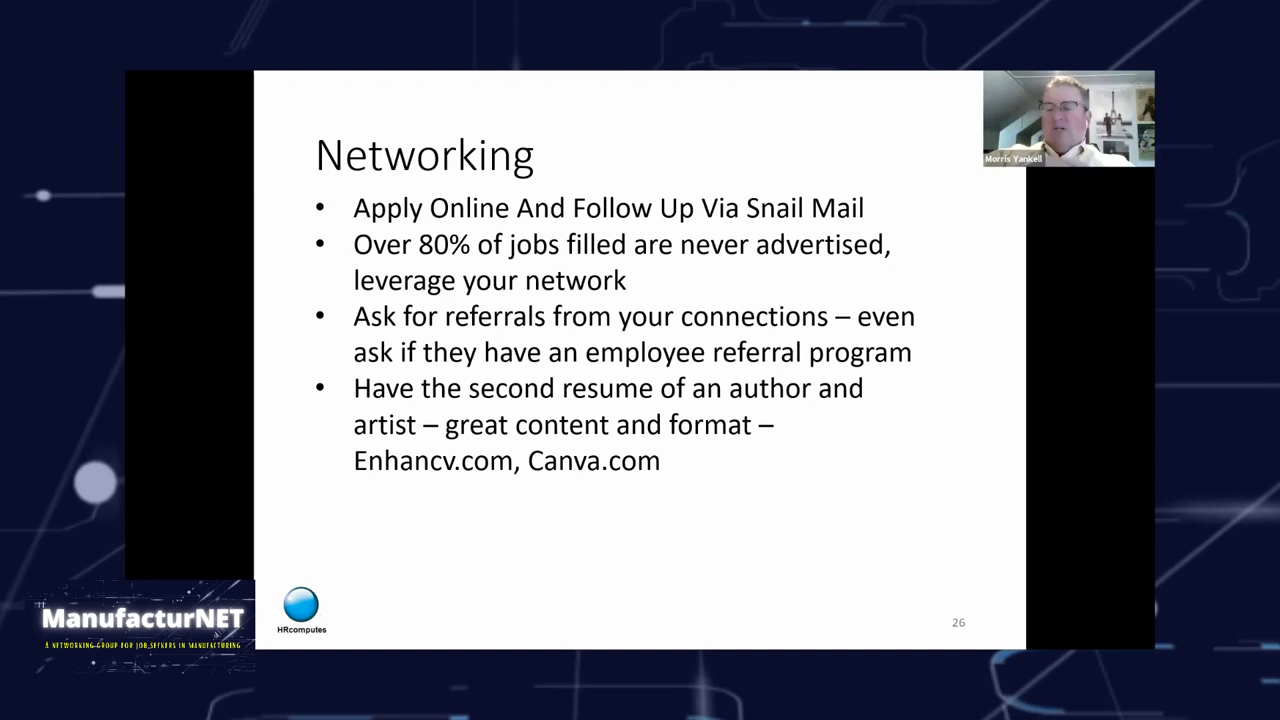 Networking
• Apply Online And Follow Up Via Snail Mail
• Over 80% of jobs filled are never advertised,
leverage your network
• Ask for referrals from your connections – even
ask if they have an employee referral program
• Have the second resume of an author and
artist – great content and format –
Enhancv.com, Canva.com
Morris Yankell
ManufacturNET
A NETWORKING GROUP FOR JOB SEEKERS IN MANUFACTURING
HRcomputes
26